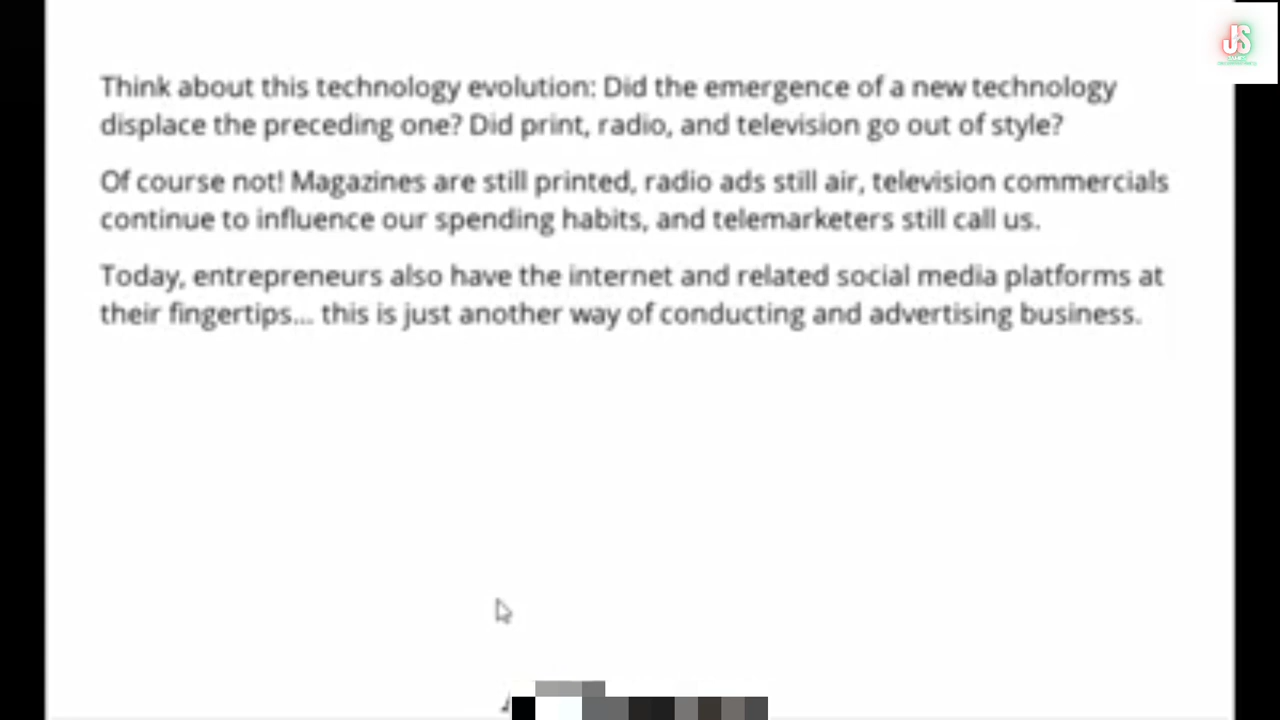 JS
Think about this technology evolution: Did the emergence of a new technology
displace the preceding one? Did print, radio, and television go out of style?
Of course not! Magazines are still printed, radio ads still air, television commercials
continue to influence our spending habits, and telemarketers still call us.
Today, entrepreneurs also have the internet and related social media platforms at
their fingertips... this is just another way of conducting and advertising business.